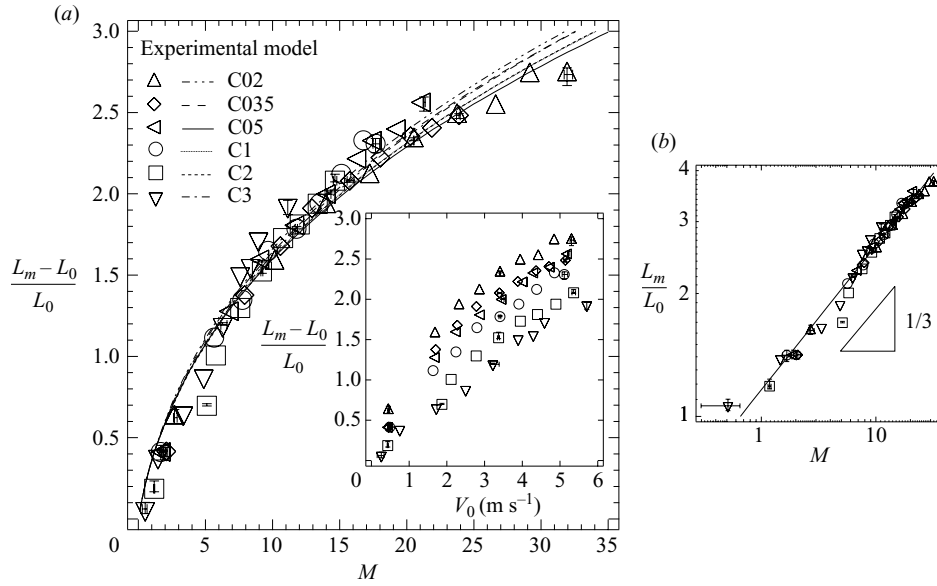 (a)
3.0
Experimental model
C02
C035
C05
C1
C2
C3
2.5
2.0
1.5
1.0
0.5
0
5
10
15
20
25
30
35
M
L_m – L_0
L_0
3.0
2.5
2.0
1.5
1.0
0.5
0
1
2
3
4
5
6
V_0 (m s^–1)
L_m – L_0
L_0
(b)
4
3
2
1
1
10
M
L_m
L_0
1/3